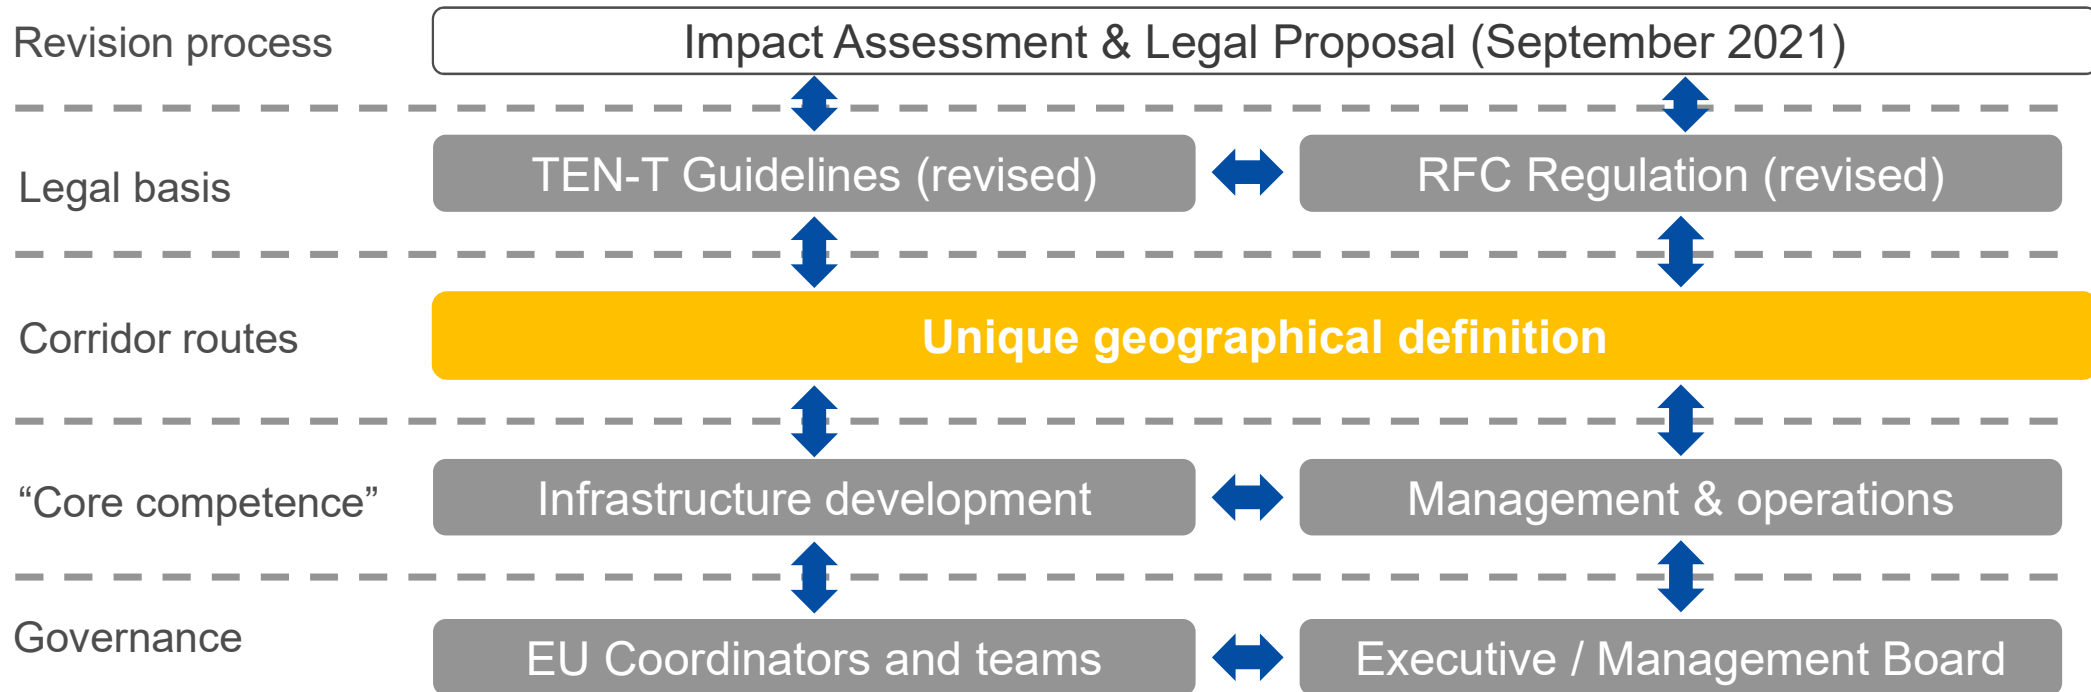 Revision process
Impact Assessment & Legal Proposal (September 2021)
Legal basis
TEN-T Guidelines (revised)
RFC Regulation (revised)
Corridor routes
Unique geographical definition
“Core competence”
Infrastructure development
Management & operations
Governance
EU Coordinators and teams
Executive / Management Board